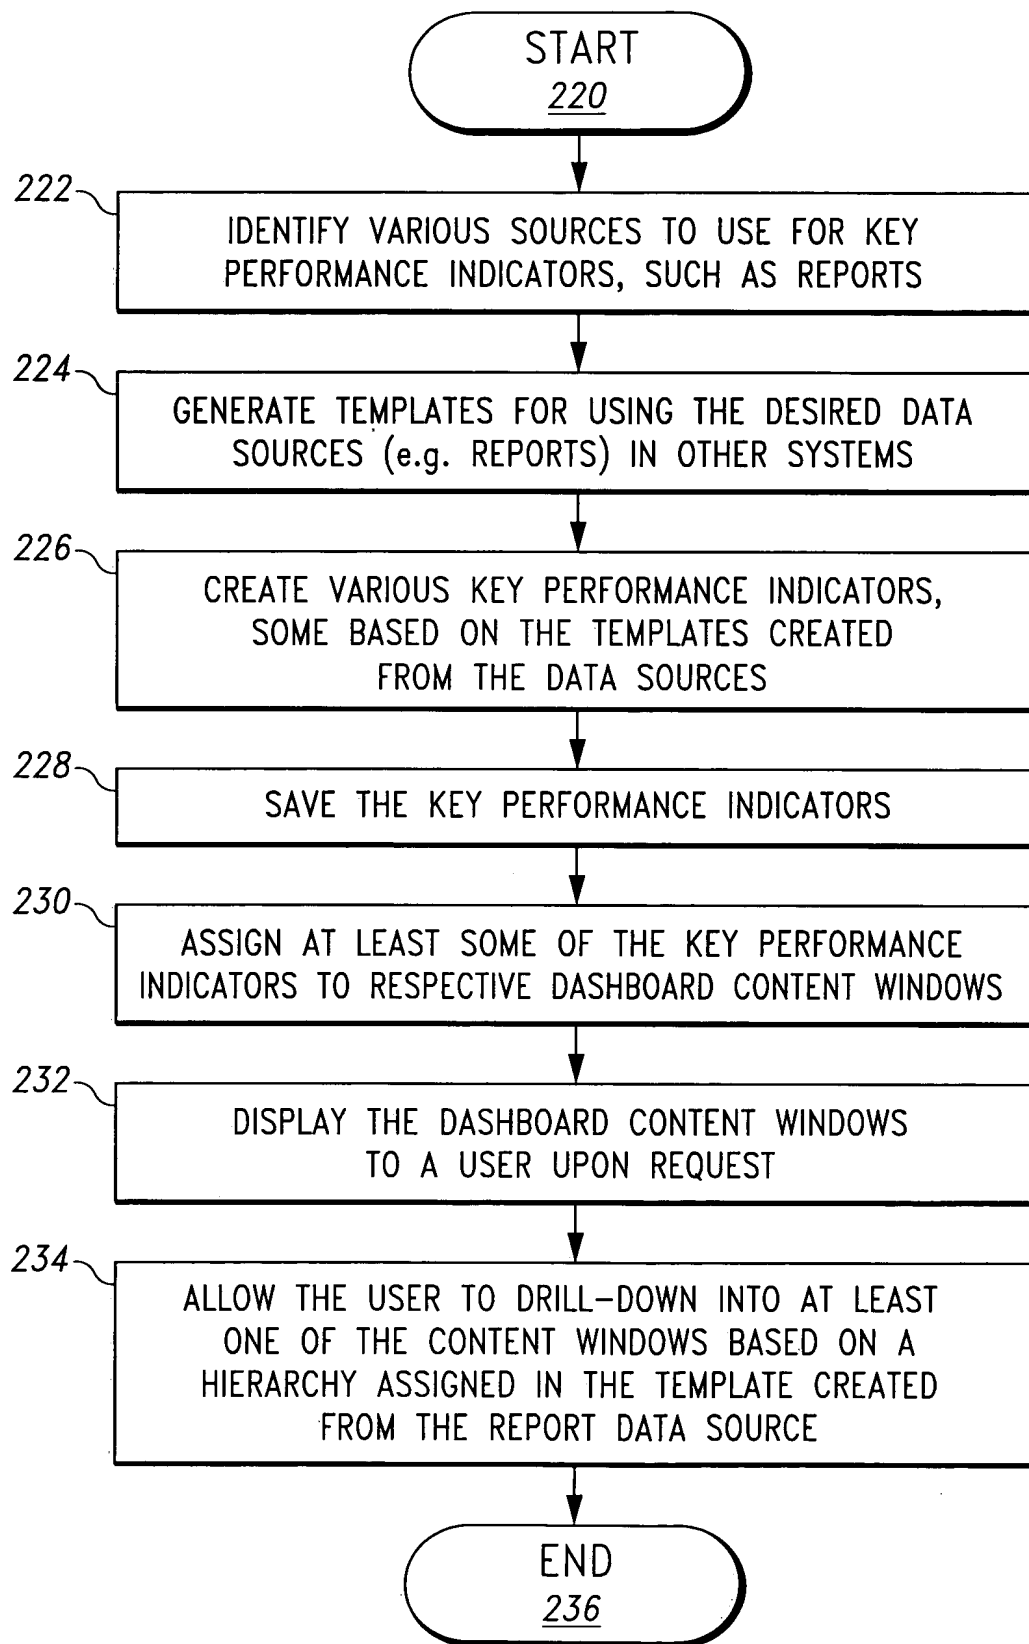 START
220
222
IDENTIFY VARIOUS SOURCES TO USE FOR KEY
PERFORMANCE INDICATORS, SUCH AS REPORTS
224
GENERATE TEMPLATES FOR USING THE DESIRED DATA
SOURCES (e.g. REPORTS) IN OTHER SYSTEMS
226
CREATE VARIOUS KEY PERFORMANCE INDICATORS,
SOME BASED ON THE TEMPLATES CREATED
FROM THE DATA SOURCES
228
SAVE THE KEY PERFORMANCE INDICATORS
230
ASSIGN AT LEAST SOME OF THE KEY PERFORMANCE
INDICATORS TO RESPECTIVE DASHBOARD CONTENT WINDOWS
232
DISPLAY THE DASHBOARD CONTENT WINDOWS
TO A USER UPON REQUEST
234
ALLOW THE USER TO DRILL-DOWN INTO AT LEAST
ONE OF THE CONTENT WINDOWS BASED ON A
HIERARCHY ASSIGNED IN THE TEMPLATE CREATED
FROM THE REPORT DATA SOURCE
END
236